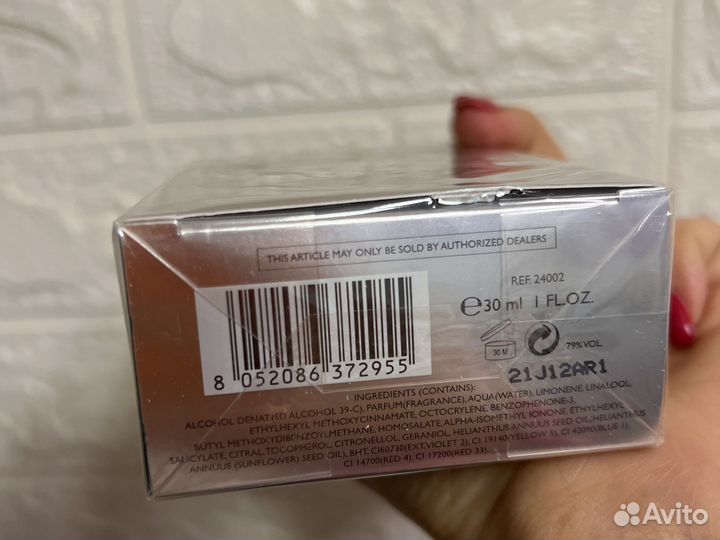 THIS ARTICLE MAY ONLY BE SOLD BY AUTHORIZED DEALERS
REF. 24002
e30 ml 1 FL.OZ.
30 M
79% VOL
21J12AR1
8 052086 372955
INGREDIENTS (CONTAINS):
ALCOHOL DENAT.(SD ALCOHOL 39-C), PARFUM(FRAGRANCE), AQUA(WATER), LIMONENE, LINALOOL,
ETHYLHEXYL METHOXYCINNAMATE, OCTOCRYLENE, BENZOPHENONE-3,
BUTYL METHOXYDIBENZOYLMETHANE, HOMOSALATE, ALPHA-ISOMETHYL IONONE, ETHYLHEXYL
SALICYLATE, CITRAL, TOCOPHEROL, CITRONELLOL, GERANIOL, HELIANTHUS ANNUUS SEED OIL(HELIANTHUS
ANNUUS (SUNFLOWER) SEED OIL), BHT, CI 60730(EXT.VIOLET 2), CI 19140(YELLOW 5), CI 42090(BLUE 1),
CI 14700(RED 4), CI 17200(RED 33).
Avito